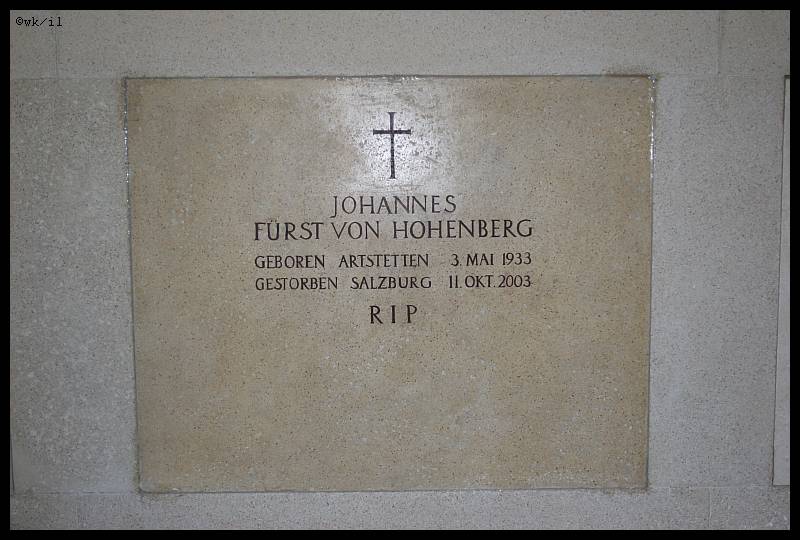 ©wk/il
JOHANNES
FÜRST VON HOHENBERG
GEBOREN ARTSTETTEN 3. MAI 1933
GESTORBEN SALZBURG 11. OKT. 2003
RIP